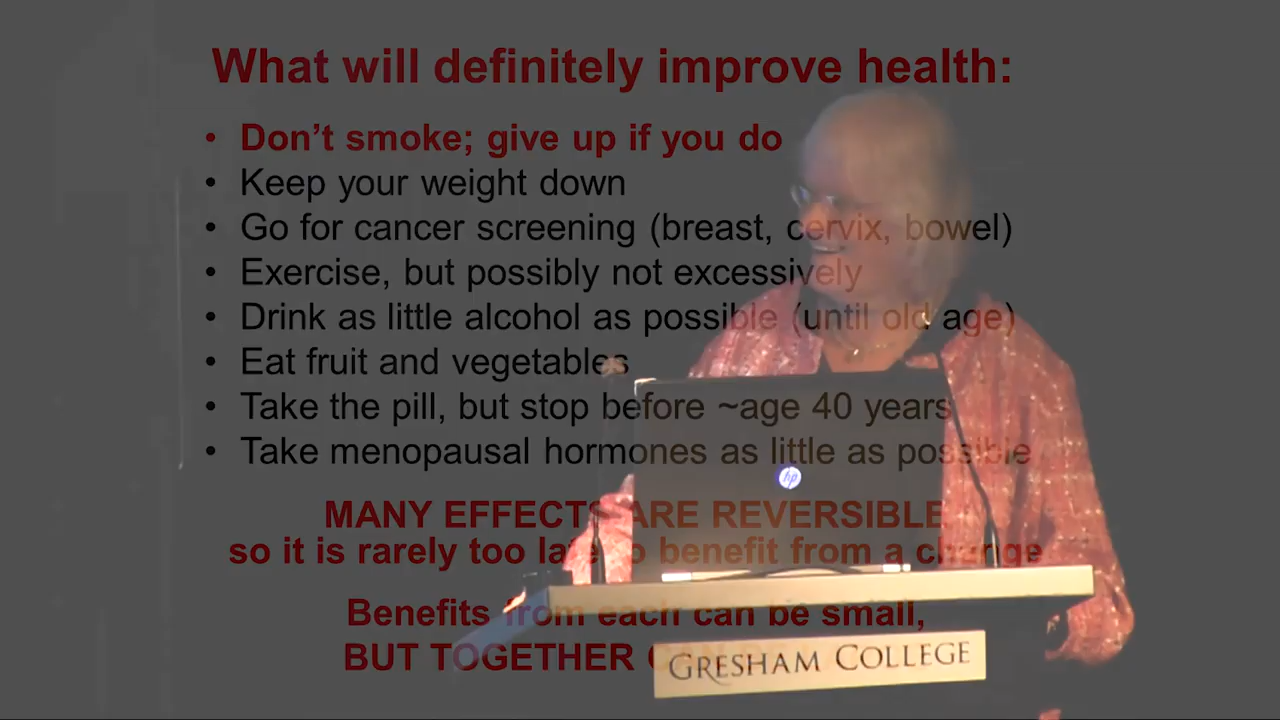 What will definitely improve health:
• Don't smoke; give up if you do
• Keep your weight down
• Go for cancer screening (breast, cervix, bowel)
• Exercise, but possibly not excessively
• Drink as little alcohol as possible (until old age)
• Eat fruit and vegetables
• Take the pill, but stop before ~age 40 years
• Take menopausal hormones as little as possible
hp
MANY EFFECTS ARE REVERSIBLE
so it is rarely too late to benefit from a change
Benefits from each can be small,
BUT TOGETHER
GRESHAM COLLEGE